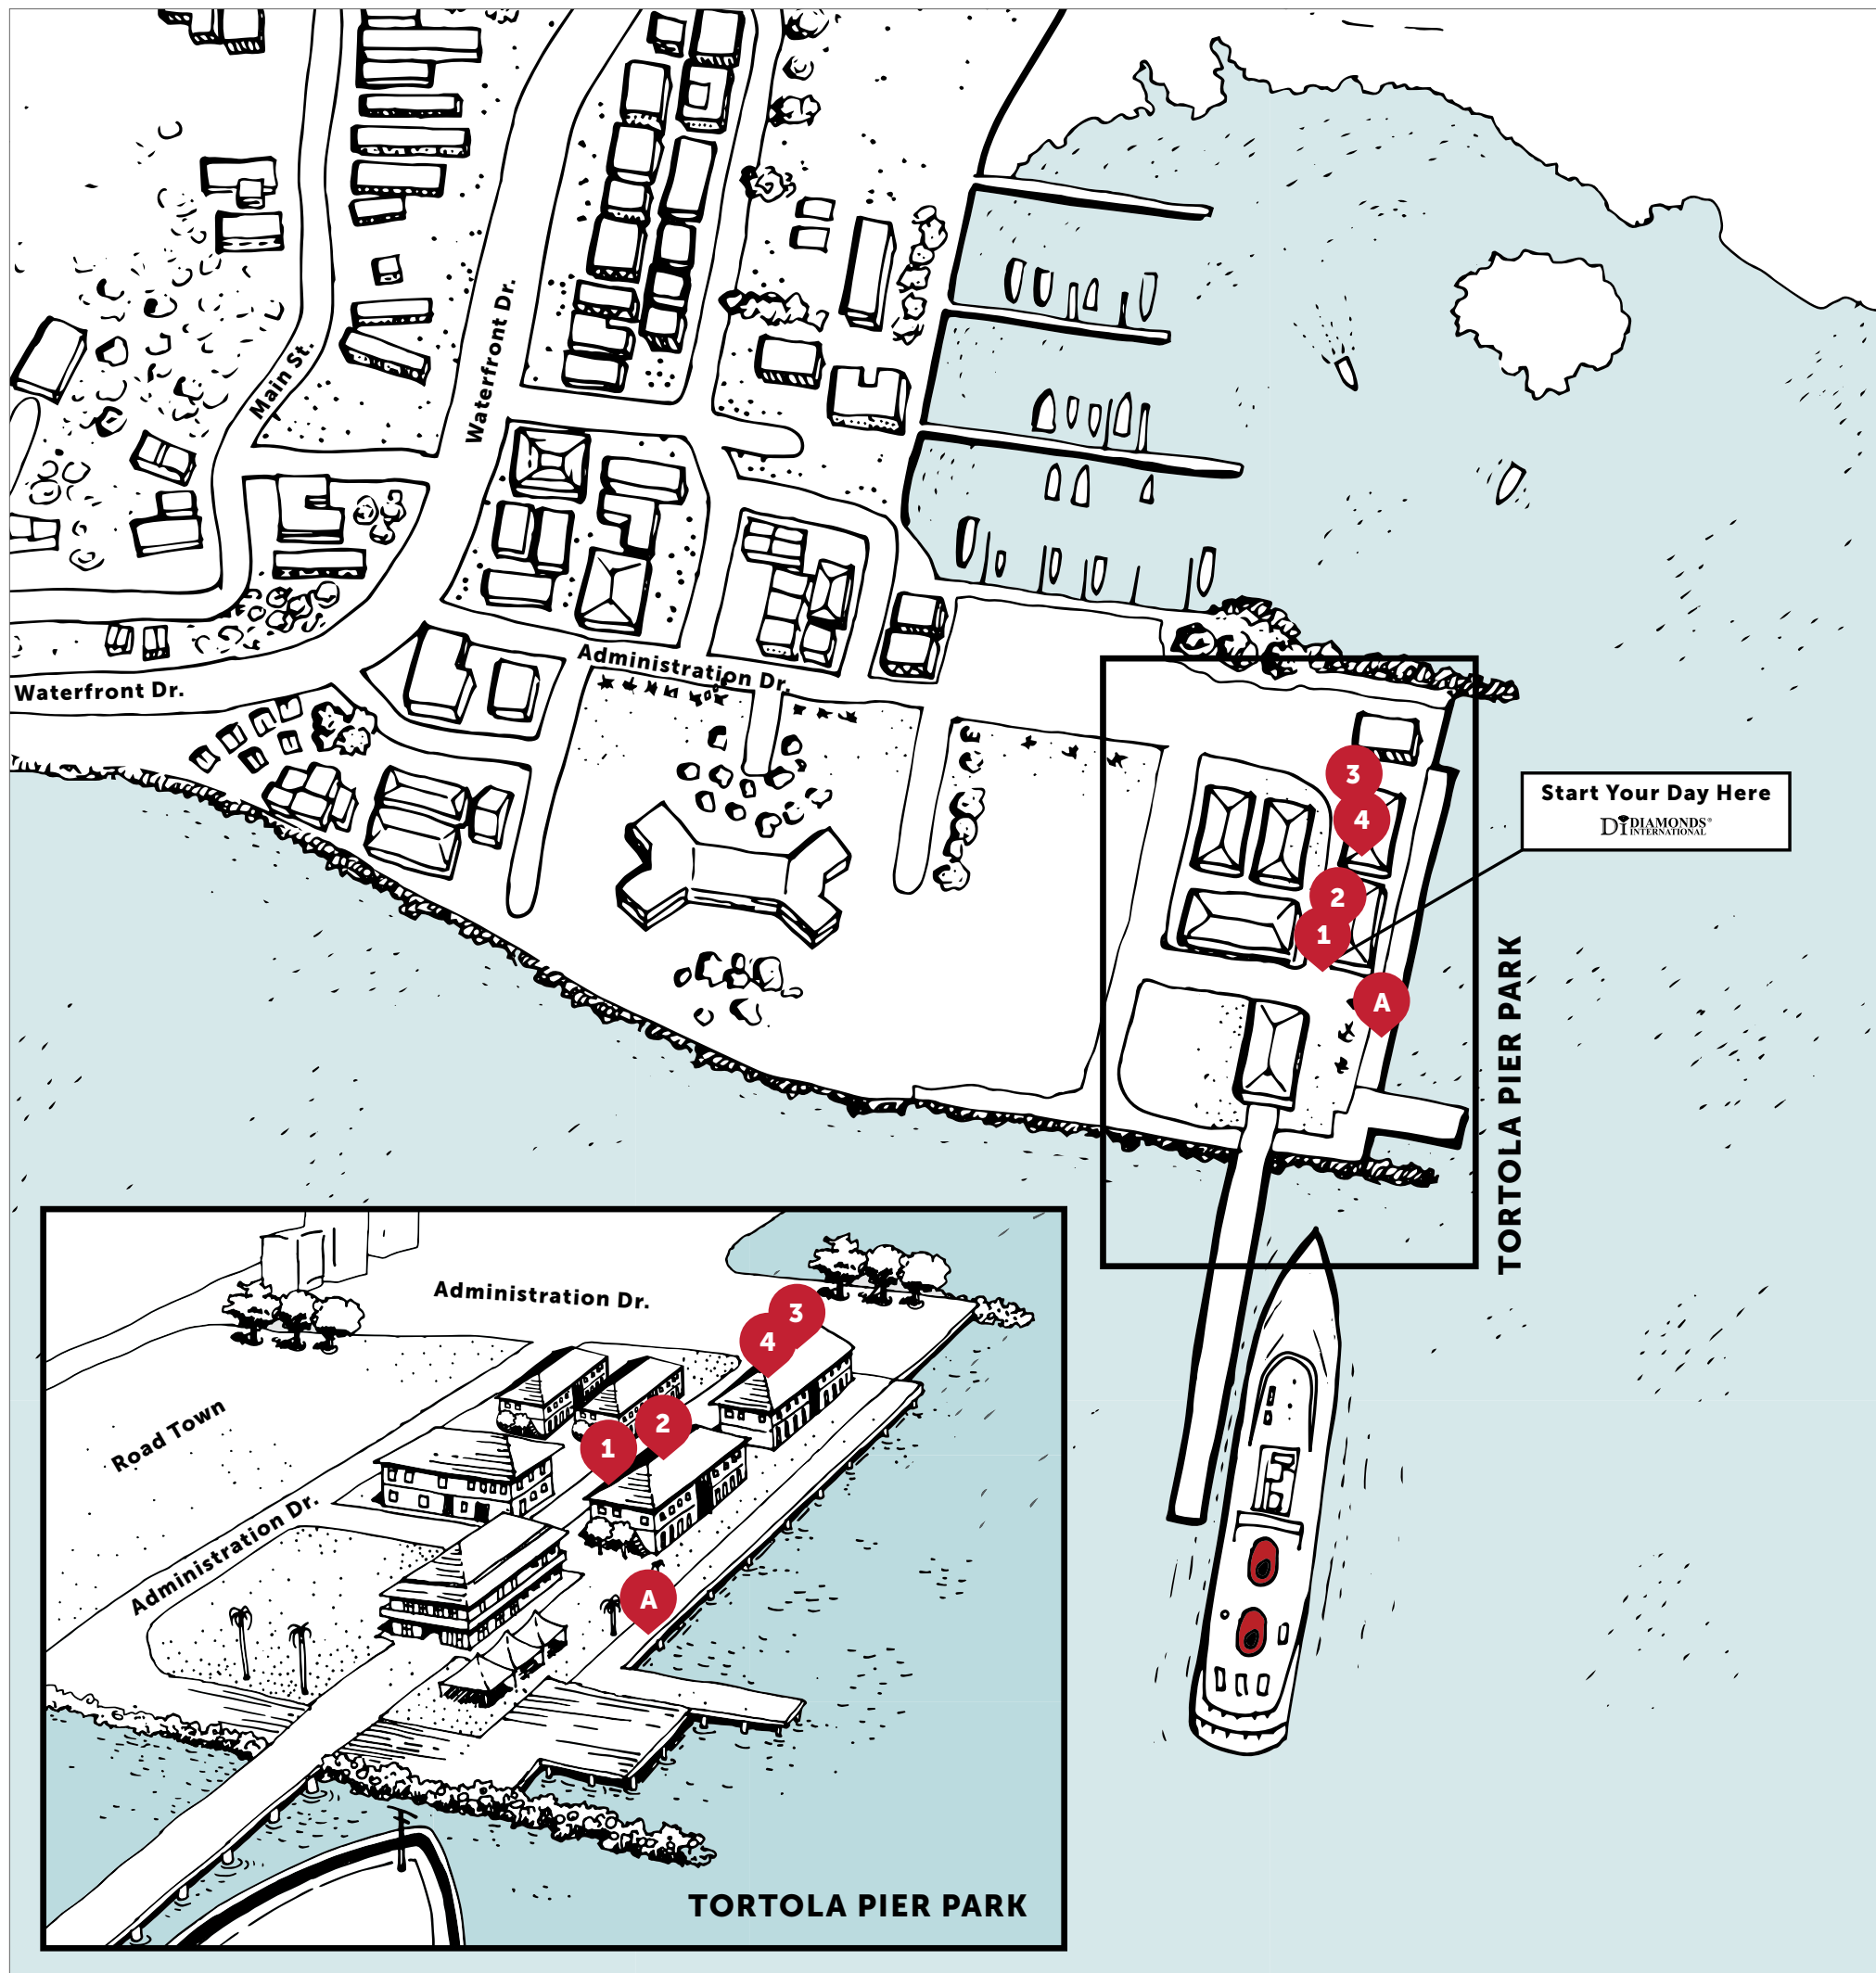 Main St.
Waterfront Dr.
Administration Dr.
Waterfront Dr.
3
4
2
1
A
Start Your Day Here
DI DIAMONDS®
INTERNATIONAL
TORTOLA PIER PARK
Administration Dr.
3
4
2
1
Road Town
Administration Dr.
A
TORTOLA PIER PARK